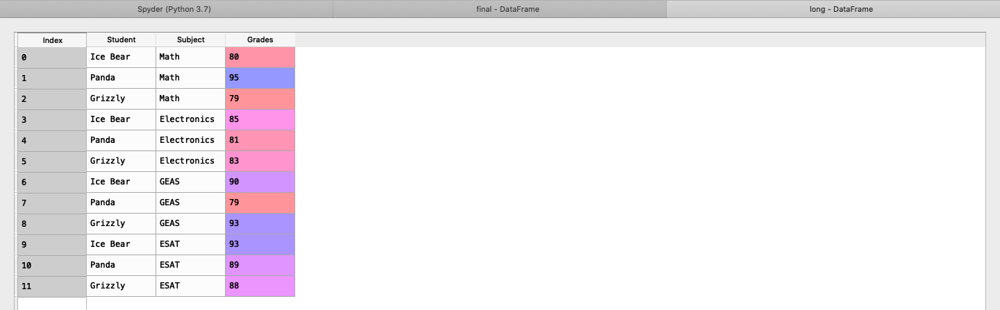 Spyder (Python 3.7) final - DataFrame long - DataFrame
Index Student Subject Grades
0 Ice Bear Math 80
1 Panda Math 95
2 Grizzly Math 79
3 Ice Bear Electronics 85
4 Panda Electronics 81
5 Grizzly Electronics 83
6 Ice Bear GEAS 90
7 Panda GEAS 79
8 Grizzly GEAS 93
9 Ice Bear ESAT 93
10 Panda ESAT 89
11 Grizzly ESAT 88